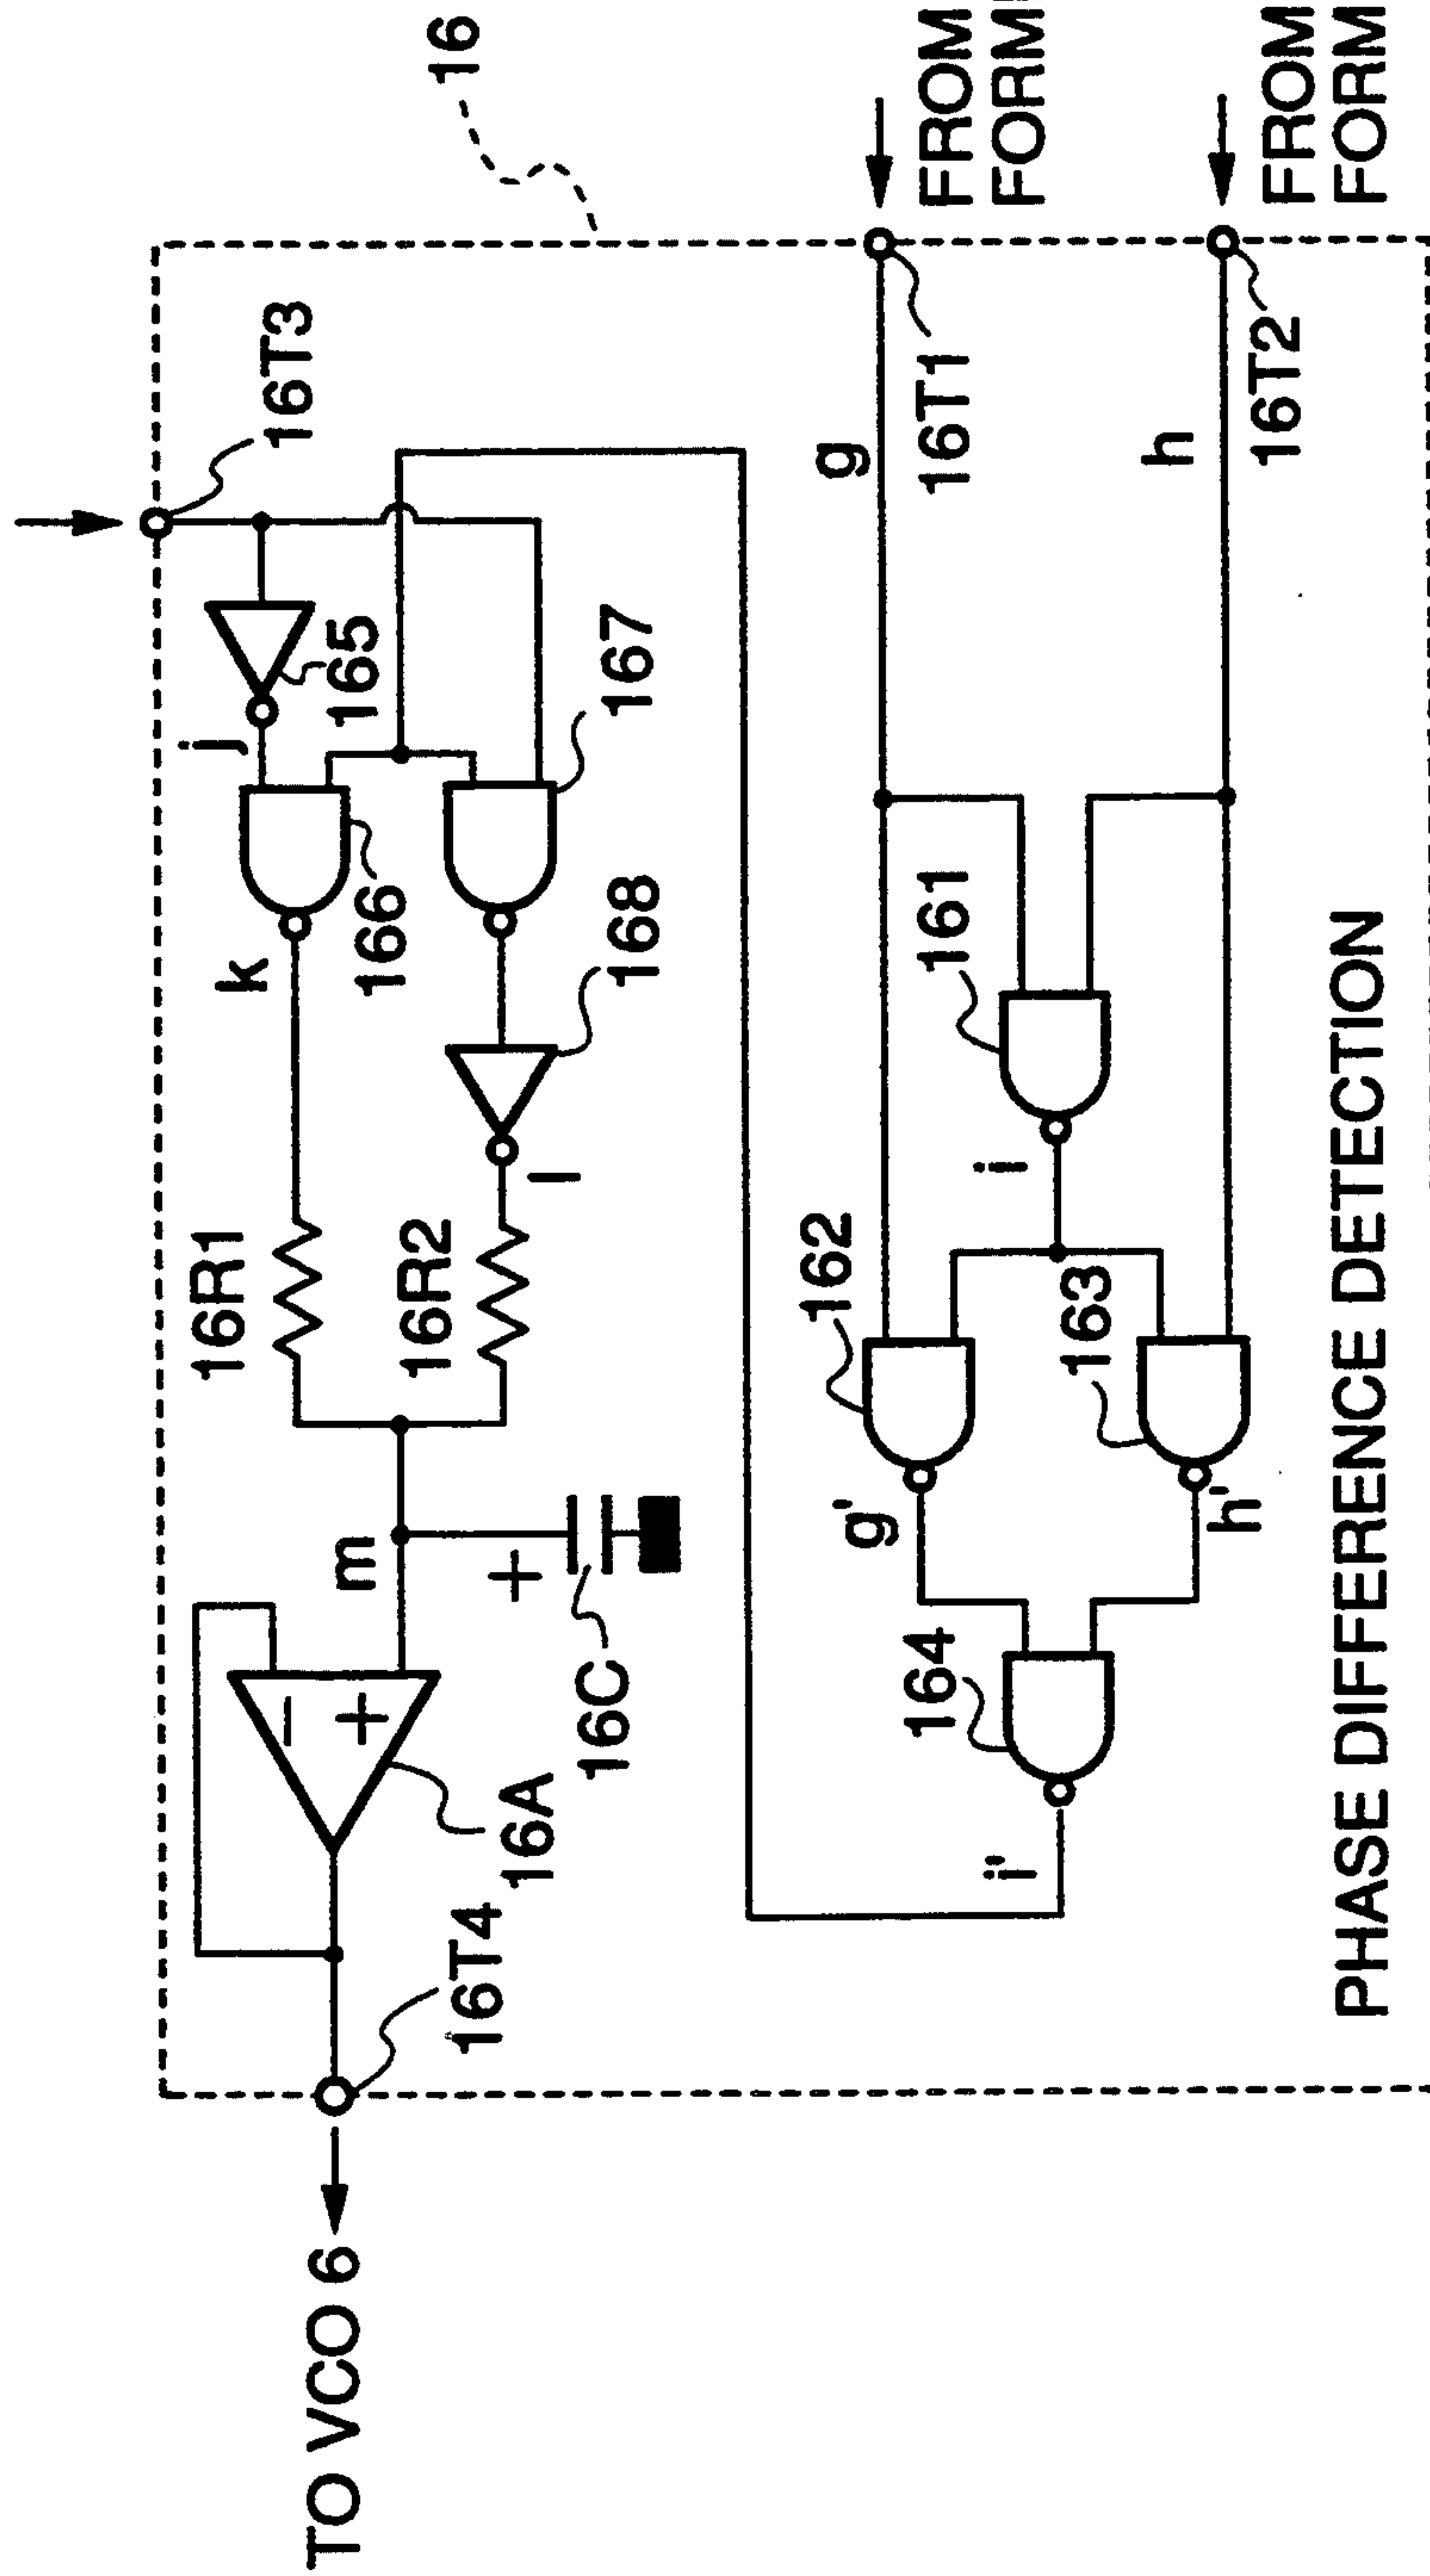 TO VCO 6
16T4
16A
m
16C
+
−
+
16R1
16R2
k
l
166
168
j
165
167
16T3
16
i'
164
g'
h'
162
163
i
161
g
h
16T1
16T2
FROM
FROM
FORM
PHASE DIFFERENCE DETECTION